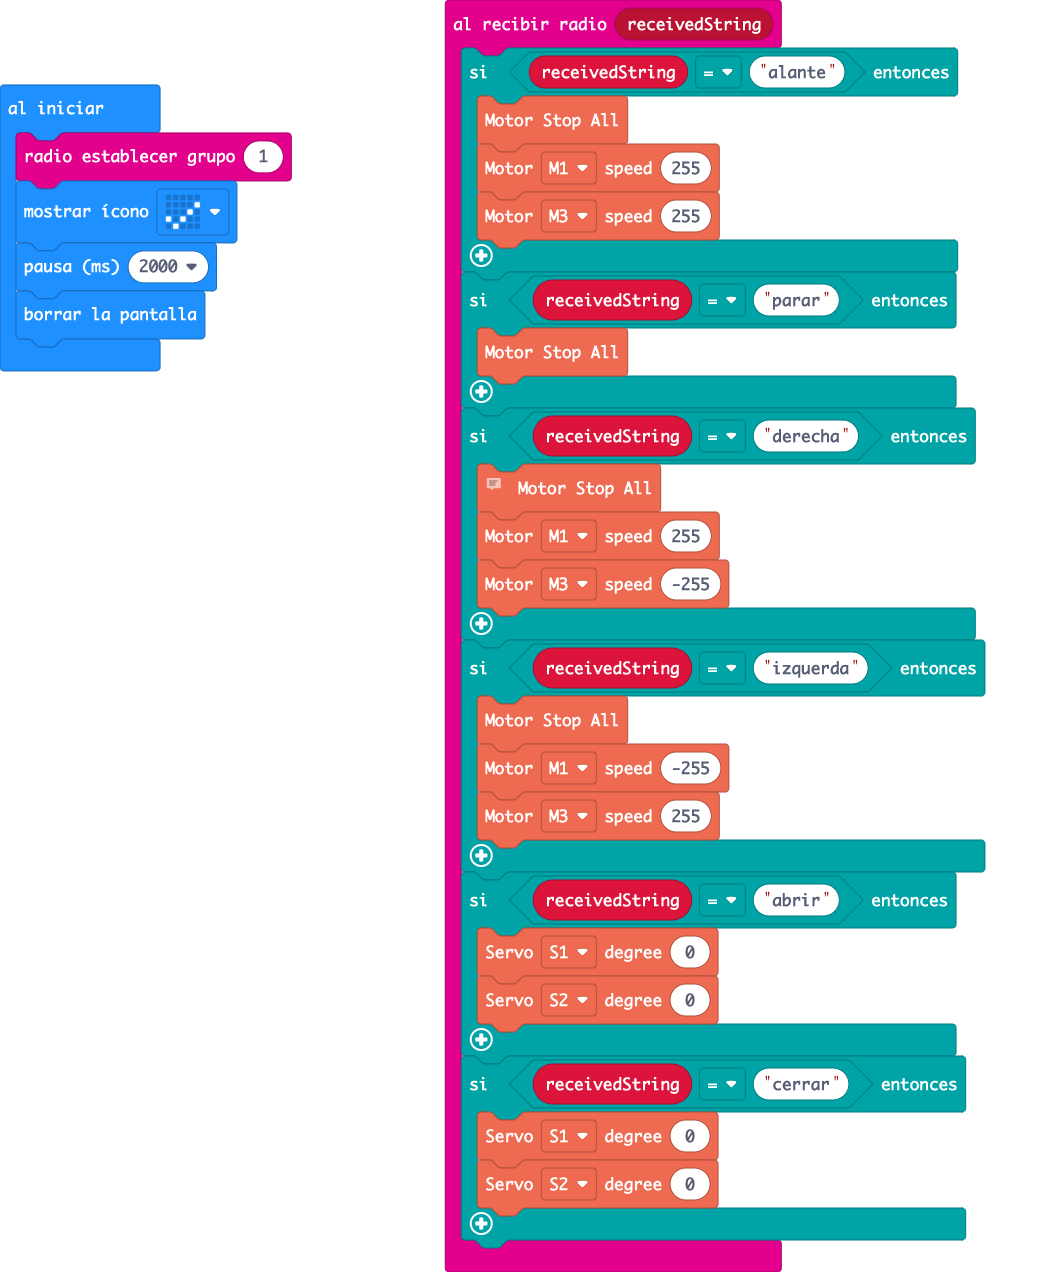 al iniciar
radio establecer grupo 1
mostrar ícono
pausa (ms) 2000
borrar la pantalla
al recibir radio receivedString
si receivedString = "alante" entonces
Motor Stop All
Motor M1 speed 255
Motor M3 speed 255
si receivedString = "parar" entonces
Motor Stop All
si receivedString = "derecha" entonces
Motor Stop All
Motor M1 speed 255
Motor M3 speed -255
si receivedString = "izquerda" entonces
Motor Stop All
Motor M1 speed -255
Motor M3 speed 255
si receivedString = "abrir" entonces
Servo S1 degree 0
Servo S2 degree 0
si receivedString = "cerrar" entonces
Servo S1 degree 0
Servo S2 degree 0